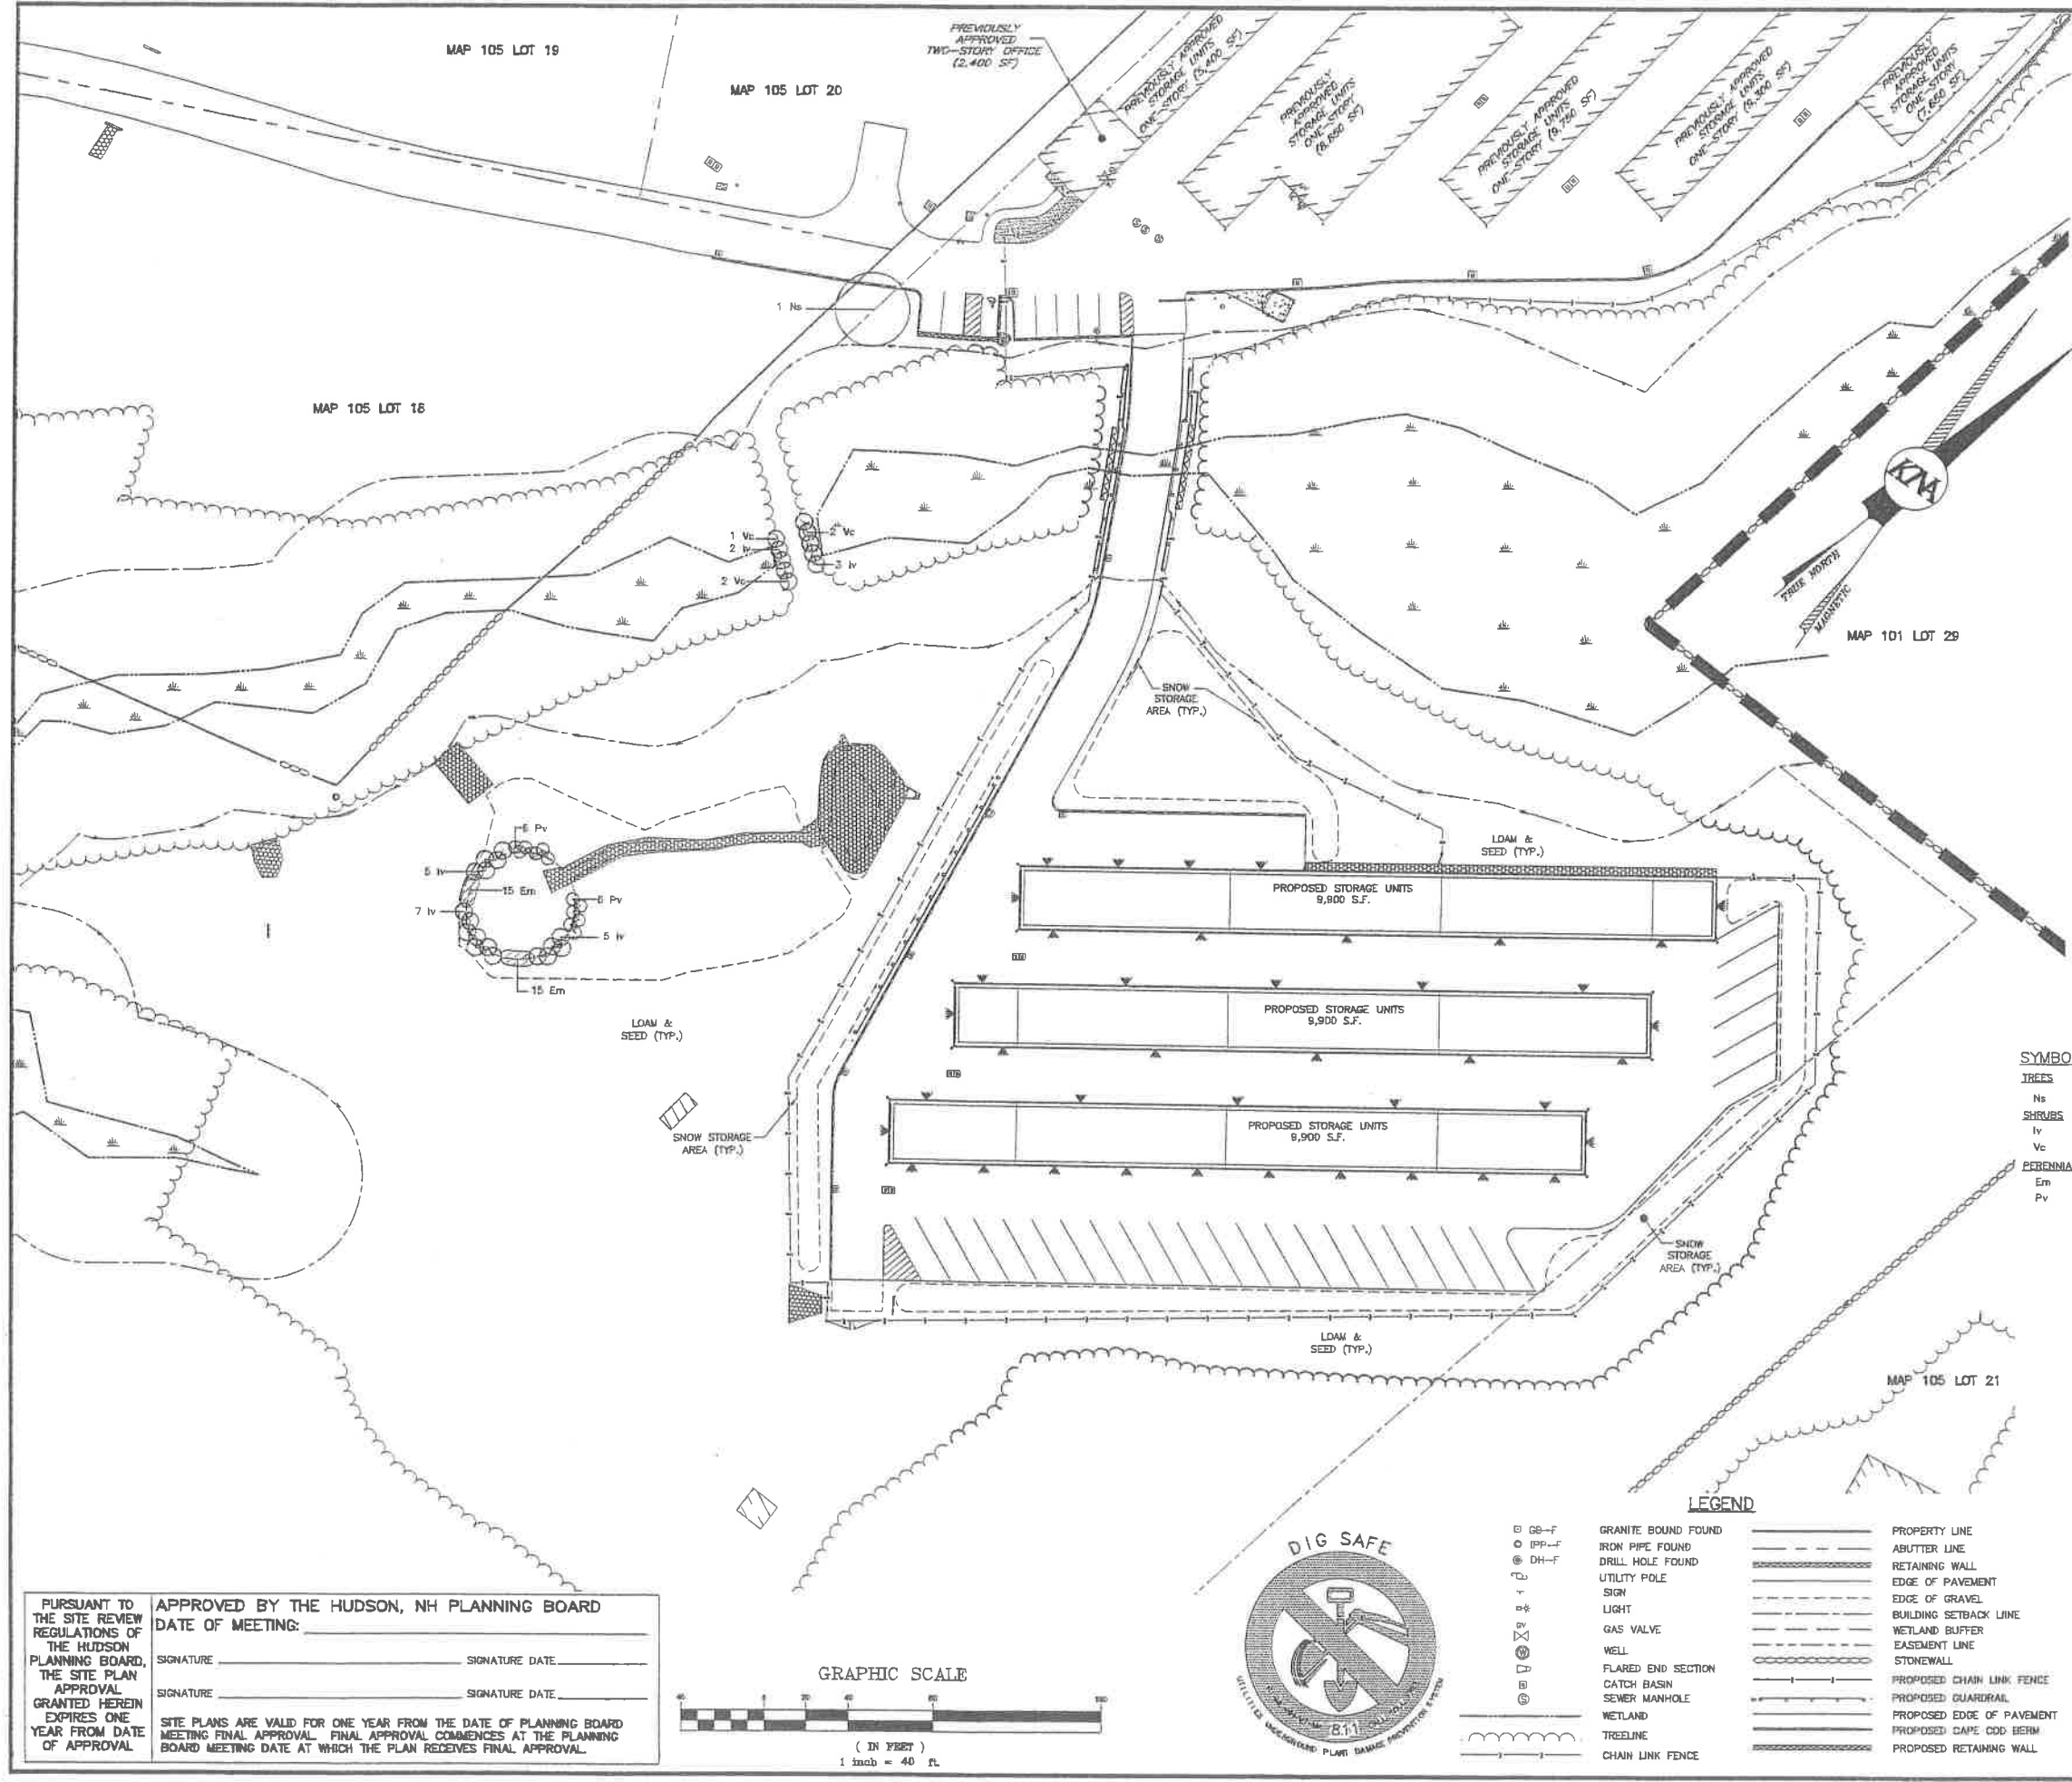 MAP 105 LOT 19
MAP 105 LOT 20
PREVIOUSLY
APPROVED
TWO-STORY OFFICE
(2,400 SF)
PREVIOUSLY APPROVED
STORAGE UNITS
ONE-STORY (5,400 SF)
PREVIOUSLY
APPROVED
STORAGE UNITS
ONE-STORY
PREVIOUSLY APPROVED
STORAGE UNITS
ONE-STORY (9,750 SF)
PREVIOUSLY APPROVED
STORAGE UNITS
ONE-STORY (9,300 SF)
PREVIOUSLY
APPROVED
STORAGE UNITS
ONE-STORY
(7,650 SF)
1 Ns
MAP 105 LOT 18
KNA
TRUE NORTH
MAGNETIC
MAP 101 LOT 29
1 Vc
2 Iv
2 Vc
2 Vc
3 Iv
SNOW
STORAGE
AREA (TYP.)
6 Pv
5 Iv
15 Em
7 Iv
6 Pv
5 Iv
15 Em
LOAM &
SEED (TYP.)
PROPOSED STORAGE UNITS
9,900 S.F.
PROPOSED STORAGE UNITS
9,900 S.F.
PROPOSED STORAGE UNITS
9,900 S.F.
LOAM &
SEED (TYP.)
SNOW STORAGE
AREA (TYP.)
SNOW
STORAGE
AREA (TYP.)
LOAM &
SEED (TYP.)
SYMBO
TREES
Ns
SHRUBS
Iv
Vc
PERENNIA
Em
Pv
MAP 105 LOT 21
PURSUANT TO
THE SITE REVIEW
REGULATIONS OF
THE HUDSON
PLANNING BOARD,
THE SITE PLAN
APPROVAL
GRANTED HEREIN
EXPIRES ONE
YEAR FROM DATE
OF APPROVAL
APPROVED BY THE HUDSON, NH PLANNING BOARD
DATE OF MEETING:
SIGNATURE SIGNATURE DATE
SIGNATURE SIGNATURE DATE
SITE PLANS ARE VALID FOR ONE YEAR FROM THE DATE OF PLANNING BOARD
MEETING FINAL APPROVAL. FINAL APPROVAL COMMENCES AT THE PLANNING
BOARD MEETING DATE AT WHICH THE PLAN RECEIVES FINAL APPROVAL.
GRAPHIC SCALE
40 0 20 40 80 160
( IN FEET )
1 inch = 40 ft.
DIG SAFE
811
UTILITIES UNDERGROUND PLANT DAMAGE PREVENTION SYSTEM
LEGEND
GB-F GRANITE BOUND FOUND
IPP-F IRON PIPE FOUND
DH-F DRILL HOLE FOUND
UTILITY POLE
SIGN
LIGHT
GV GAS VALVE
W WELL
FLARED END SECTION
CATCH BASIN
S SEWER MANHOLE
WETLAND
TREELINE
CHAIN LINK FENCE
PROPERTY LINE
ABUTTER LINE
RETAINING WALL
EDGE OF PAVEMENT
EDGE OF GRAVEL
BUILDING SETBACK LINE
WETLAND BUFFER
EASEMENT LINE
STONEWALL
PROPOSED CHAIN LINK FENCE
PROPOSED GUARDRAIL
PROPOSED EDGE OF PAVEMENT
PROPOSED CAPE COD BERM
PROPOSED RETAINING WALL